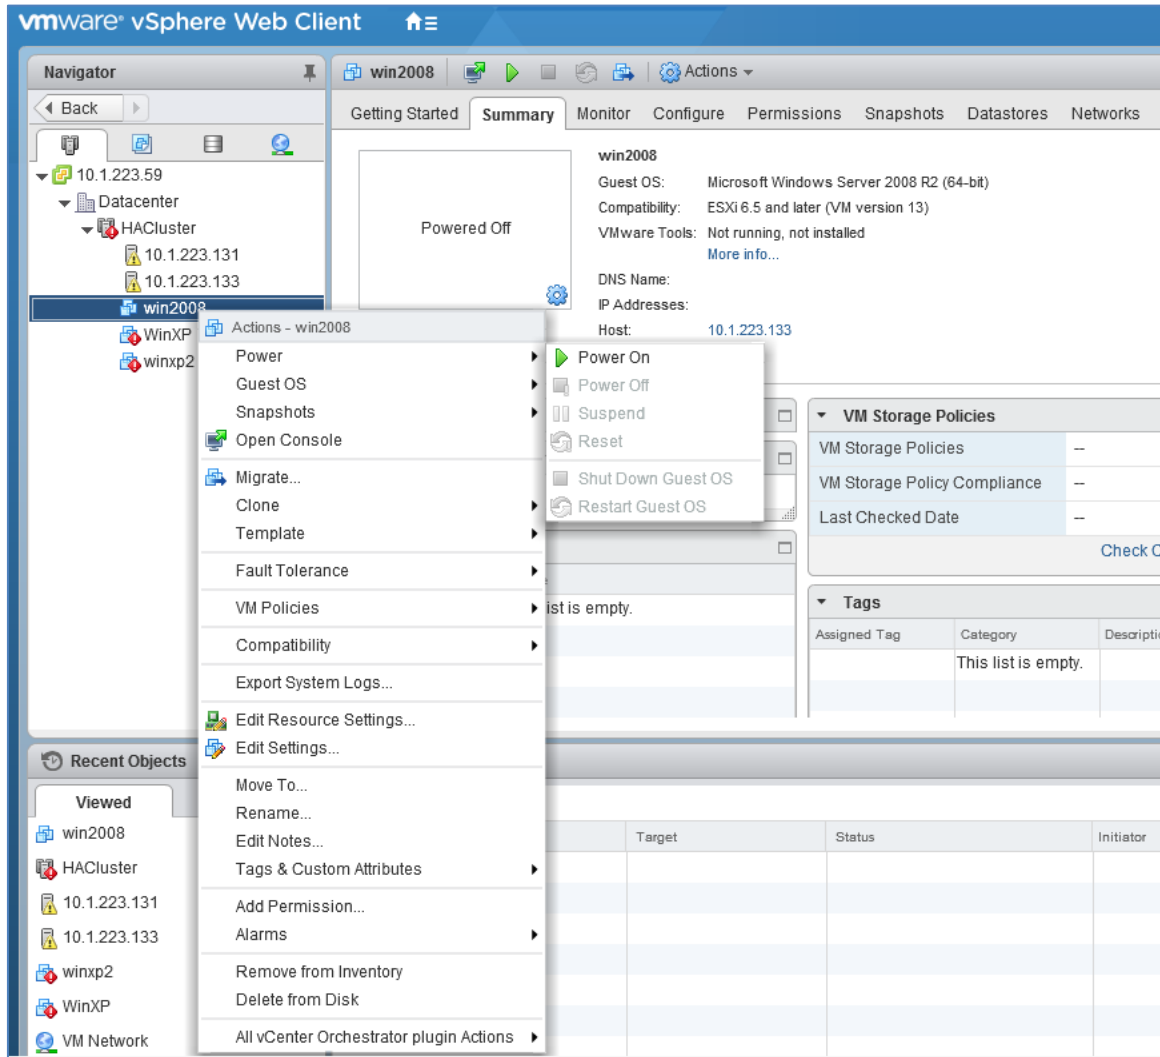 vmware® vSphere Web Client
Navigator
Back
10.1.223.59
Datacenter
HACluster
10.1.223.131
10.1.223.133
win2008
WinXP
winxp2
win2008
Actions
Getting Started
Summary
Monitor
Configure
Permissions
Snapshots
Datastores
Networks
Powered Off
win2008
Guest OS: Microsoft Windows Server 2008 R2 (64-bit)
Compatibility: ESXi 6.5 and later (VM version 13)
VMware Tools: Not running, not installed
More info...
DNS Name:
IP Addresses:
Host: 10.1.223.133
Actions - win2008
Power
Guest OS
Snapshots
Open Console
Migrate...
Clone
Template
Fault Tolerance
VM Policies
Compatibility
Export System Logs...
Edit Resource Settings...
Edit Settings...
Move To...
Rename...
Edit Notes...
Tags & Custom Attributes
Add Permission...
Alarms
Remove from Inventory
Delete from Disk
All vCenter Orchestrator plugin Actions
Power On
Power Off
Suspend
Reset
Shut Down Guest OS
Restart Guest OS
list is empty.
VM Storage Policies
VM Storage Policies --
VM Storage Policy Compliance --
Last Checked Date --
Check
Tags
Assigned Tag Category
This list is empty.
Recent Objects
Viewed
win2008
HACluster
10.1.223.131
10.1.223.133
winxp2
WinXP
VM Network
Target Status Initiator